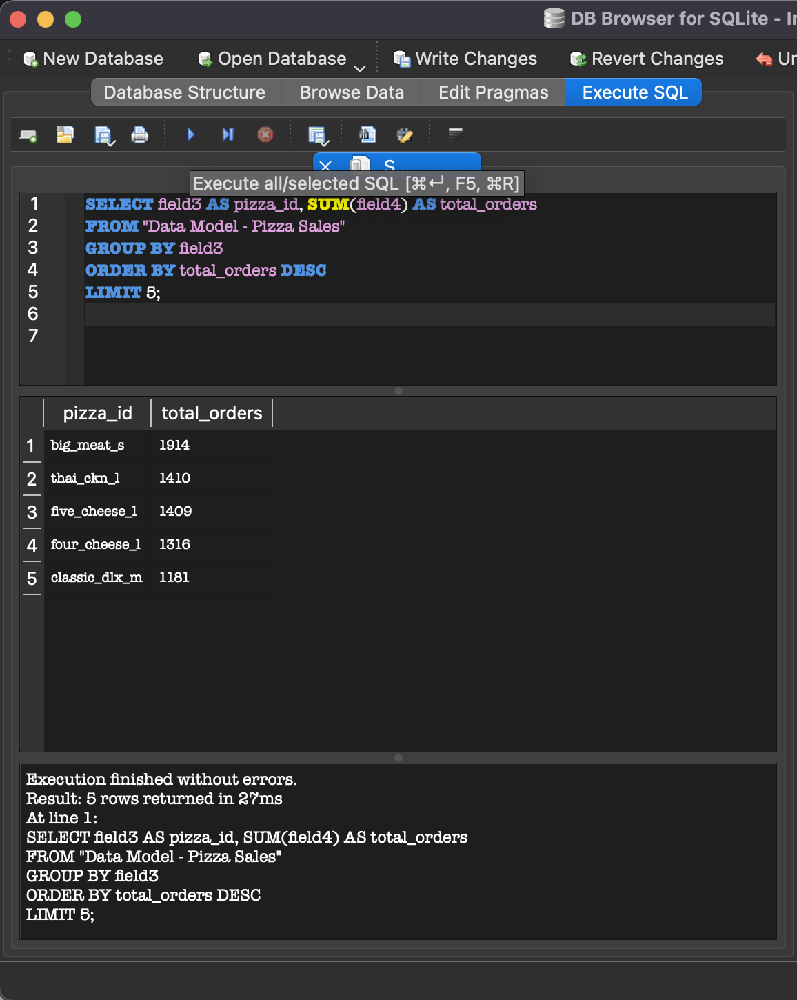 DB Browser for SQLite - In
New Database Open Database Write Changes Revert Changes Un
Database Structure Browse Data Edit Pragmas Execute SQL
S...
Execute all/selected SQL [⌘↵, F5, ⌘R]
1 SELECT field3 AS pizza_id, SUM(field4) AS total_orders
2 FROM "Data Model - Pizza Sales"
3 GROUP BY field3
4 ORDER BY total_orders DESC
5 LIMIT 5;
6
7
pizza_id total_orders
1 big_meat_s 1914
2 thai_ckn_l 1410
3 five_cheese_l 1409
4 four_cheese_l 1316
5 classic_dlx_m 1181
Execution finished without errors.
Result: 5 rows returned in 27ms
At line 1:
SELECT field3 AS pizza_id, SUM(field4) AS total_orders
FROM "Data Model - Pizza Sales"
GROUP BY field3
ORDER BY total_orders DESC
LIMIT 5;